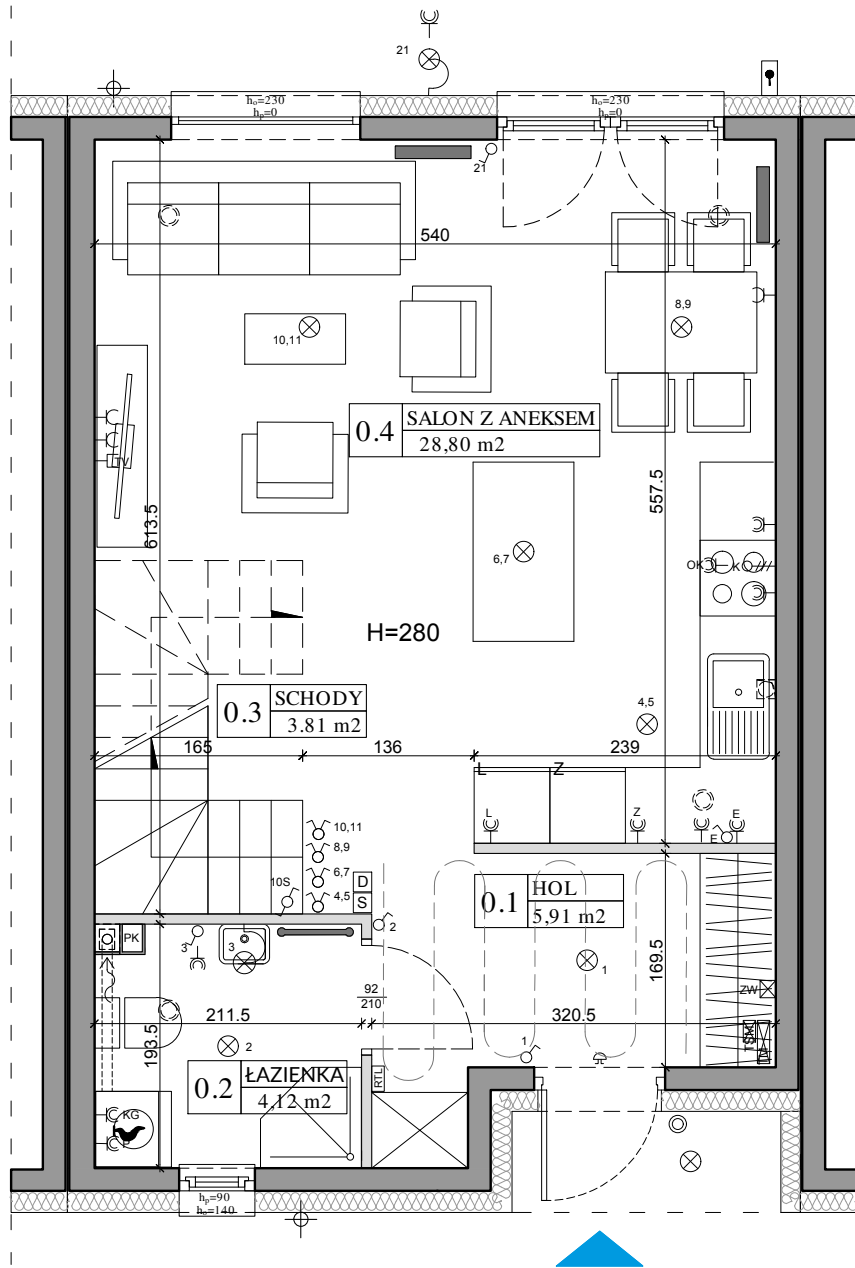 21
hₒ=230
hₚ=0
hₒ=230
hₚ=0
21
540
10,11
8,9
0.4 SALON Z ANEKSEM
28,80 m2
TV
613.5
557.5
6,7
OK
K
H=280
0.3 SCHODY
3.81 m2
4,5
165
136
239
L
Z
L
Z
E
E
10,11
8,9
6,7
4,5
D
S
10S
0.1 HOL
5,91 m2
2
PK
3
3
1
169.5
ZW
92
210
211.5
320.5
193.5
2
1
TSM
RTL
0.2 ŁAZIENKA
4,12 m2
KG
P
hₚ=90
hₒ=140